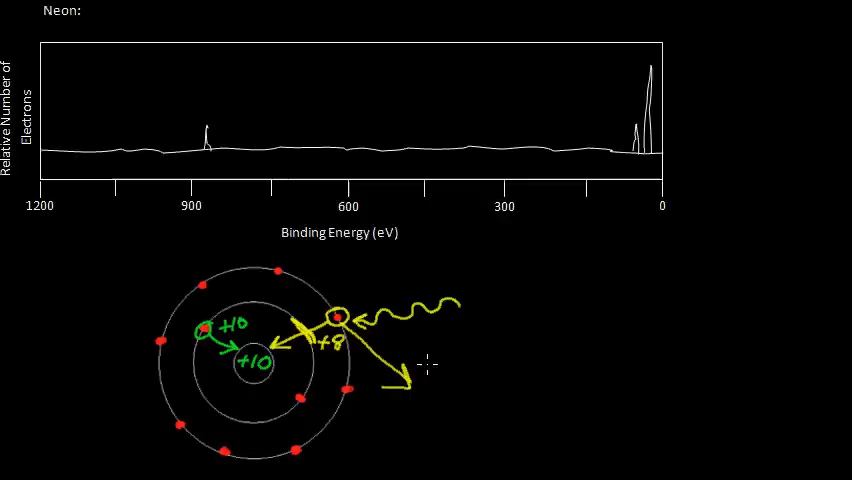 Neon:
Relative Number of
Electrons
1200 900 600 300 0
Binding Energy (eV)
+10
+8
+10